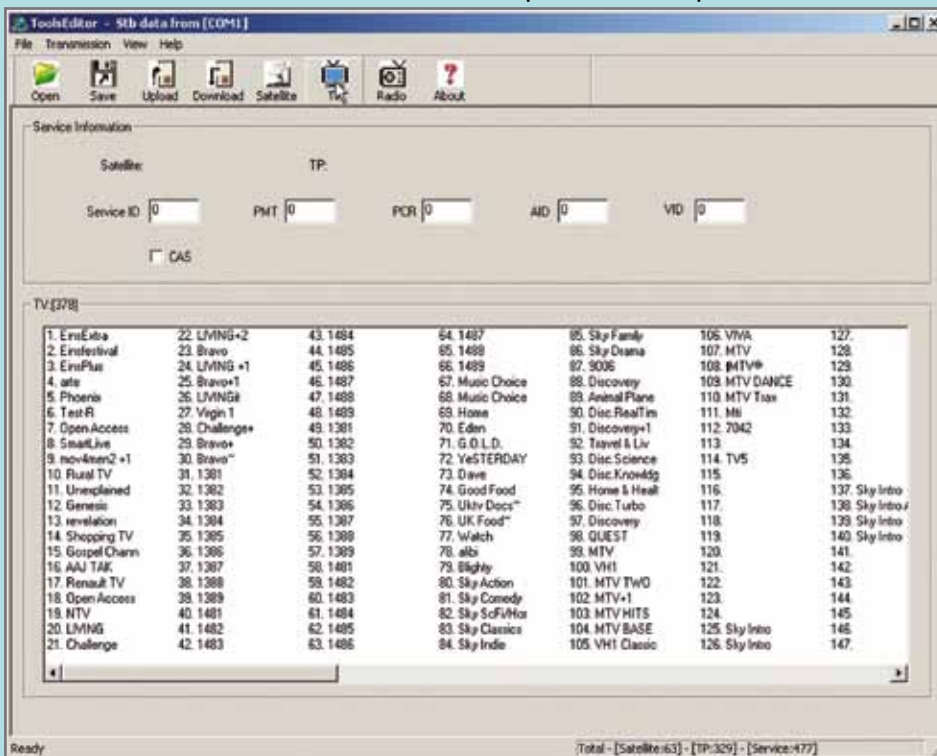 ToolsEditor - Stb data from [COM1]
File Transmission View Help
Open Save Upload Download Satellite TV Radio About
Service Information
Satellite: TP:
Service ID 0 PMT 0 PCR 0 AID 0 VID 0
CAS
TV:[378]
1. EinsExtra 22. LIVING+2 43. 1484 64. 1487 85. Sky Family 106. VIVA 127.
2. Einsfestival 23. Bravo 44. 1485 65. 1488 86. Sky Drama 107. MTV 128.
3. EinsPlus 24. LIVING +1 45. 1486 66. 1489 87. 9006 108. 129.
4. arte 25. Bravo+1 46. 1487 67. Music Choice 88. Discovery 109. MTV DANCE 130.
5. Phoenix 26. 47. 1488 68. Music Choice 89. Animal Plane 110. MTV Trax 131.
6. Test-R 27. Virgin 1 48. 1489 69. Home 90. Disc.RealTim 111. 132.
7. Open Access 28. Challenge+ 49. 1381 70. Eden 91. Discovery+1 112. 7042 133.
8. SmartLive 29. Bravo+ 50. 1382 71. G.O.L.D. 92. Travel & Liv 113. 134.
9. mov4men2 +1 30. Bravo~ 51. 1383 72. YeSTERDAY 93. Disc.Science 114. TV5 135.
10. Rural TV 31. 1381 52. 1384 73. Dave 94. Disc.Knowldg 115. 136.
11. Unexplained 32. 1382 53. 1385 74. Good Food 95. Home & Healt 116. 137. Sky Intro
12. Genesis 33. 1383 54. 1386 75. Uktv Docs~ 96. Disc.Turbo 117. 138. Sky Intro
13. revelation 34. 1384 55. 1387 76. UK Food~ 97. Discovery 118. 139. Sky Intro
14. Shopping TV 35. 1385 56. 1388 77. Watch 98. QUEST 119. 140. Sky Intro
15. Gospel Chann 36. 1386 57. 1389 78. alibi 99. MTV 120. 141.
16. AAJ TAK 37. 1387 58. 1481 79. Blighty 100. VH1 121. 142.
17. Renault TV 38. 1388 59. 1482 80. Sky Action 101. MTV TWO 122. 143.
18. Open Access 39. 1389 60. 1483 81. Sky Comedy 102. MTV+1 123. 144.
19. NTV 40. 1481 61. 1484 82. Sky SciFi/Hor 103. MTV HITS 124. 145.
20. LIVING 41. 1482 62. 1485 83. Sky Classics 104. MTV BASE 125. Sky Intro 146.
21. Challenge 42. 1483 63. 1486 84. Sky Indie 105. VH1 Classic 126. Sky Intro 147.
Ready Total - [Satellite:63] - [TP:329] - [Service:477]